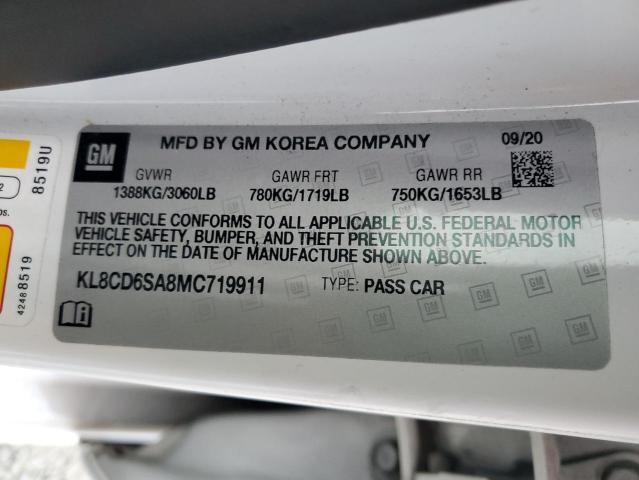 GM
MFD BY GM KOREA COMPANY
09/20
GVWR GAWR FRT GAWR RR
1388KG/3060LB 780KG/1719LB 750KG/1653LB
THIS VEHICLE CONFORMS TO ALL APPLICABLE U.S. FEDERAL MOTOR
VEHICLE SAFETY, BUMPER, AND THEFT PREVENTION STANDARDS IN
EFFECT ON THE DATE OF MANUFACTURE SHOWN ABOVE.
KL8CD6SA8MC719911 TYPE: PASS CAR
8519U
2
42488519